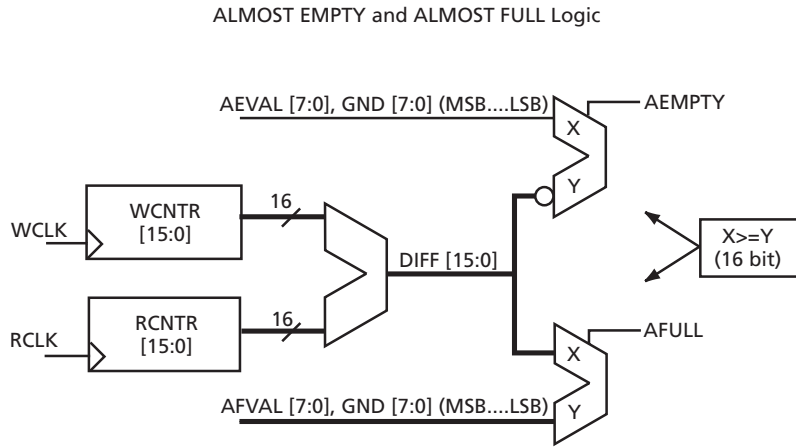 ALMOST EMPTY and ALMOST FULL Logic
AEVAL [7:0], GND [7:0] (MSB....LSB)
AEMPTY
X
Y
WCLK
WCNTR
[15:0]
16
DIFF [15:0]
X>=Y
(16 bit)
RCLK
RCNTR
[15:0]
16
AFULL
X
Y
AFVAL [7:0], GND [7:0] (MSB....LSB)